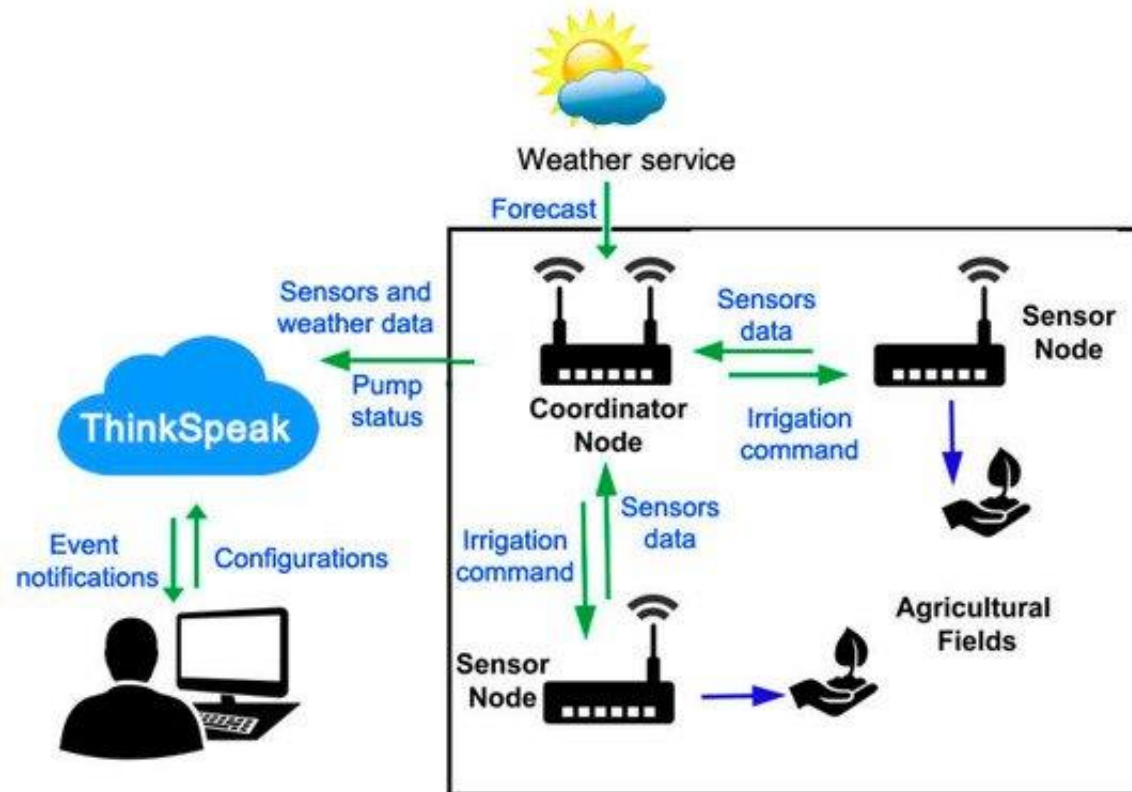 Weather service
Forecast
Sensors and
weather data
Pump
status
ThinkSpeak
Event
notifications
Configurations
Coordinator
Node
Sensors
data
Irrigation
command
Sensor
Node
Irrigation
command
Sensors
data
Sensor
Node
Agricultural
Fields